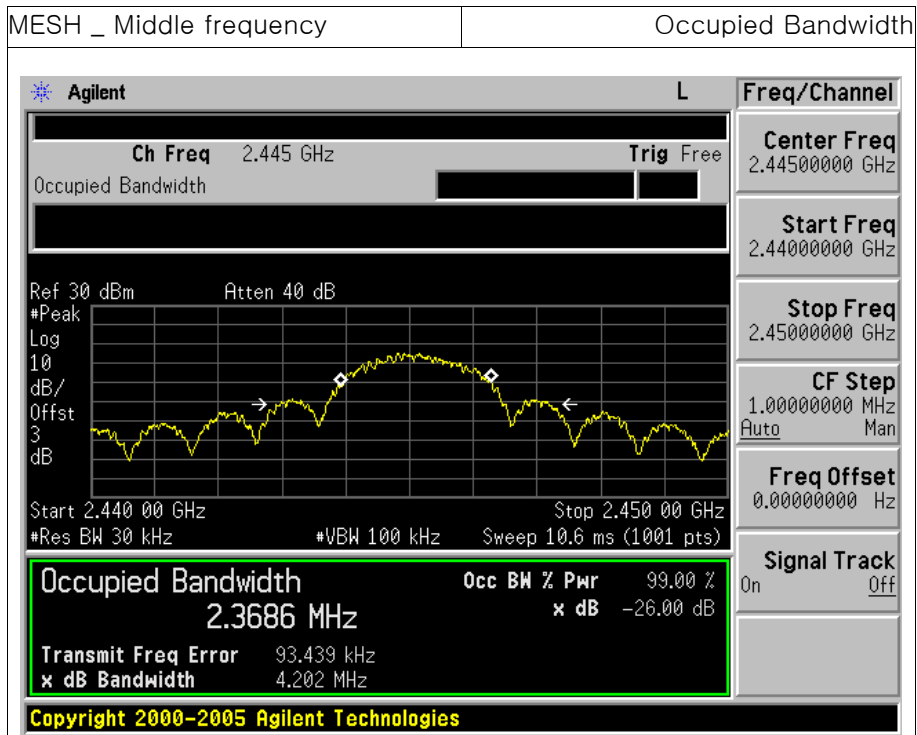 MESH _ Middle frequency
Occupied Bandwidth
Agilent
L
Freq/Channel
Ch Freq 2.445 GHz
Trig Free
Occupied Bandwidth
Center Freq
2.44500000 GHz
Start Freq
2.44000000 GHz
Stop Freq
2.45000000 GHz
CF Step
1.00000000 MHz
Auto Man
Freq Offset
0.00000000 Hz
Signal Track
On Off
Ref 30 dBm
Atten 40 dB
#Peak
Log
10
dB/
Offst
3
dB
Start 2.440 00 GHz
Stop 2.450 00 GHz
#Res BW 30 kHz
#VBW 100 kHz
Sweep 10.6 ms (1001 pts)
Occupied Bandwidth
2.3686 MHz
Occ BW % Pwr 99.00 %
x dB -26.00 dB
Transmit Freq Error 93.439 kHz
x dB Bandwidth 4.202 MHz
Copyright 2000-2005 Agilent Technologies